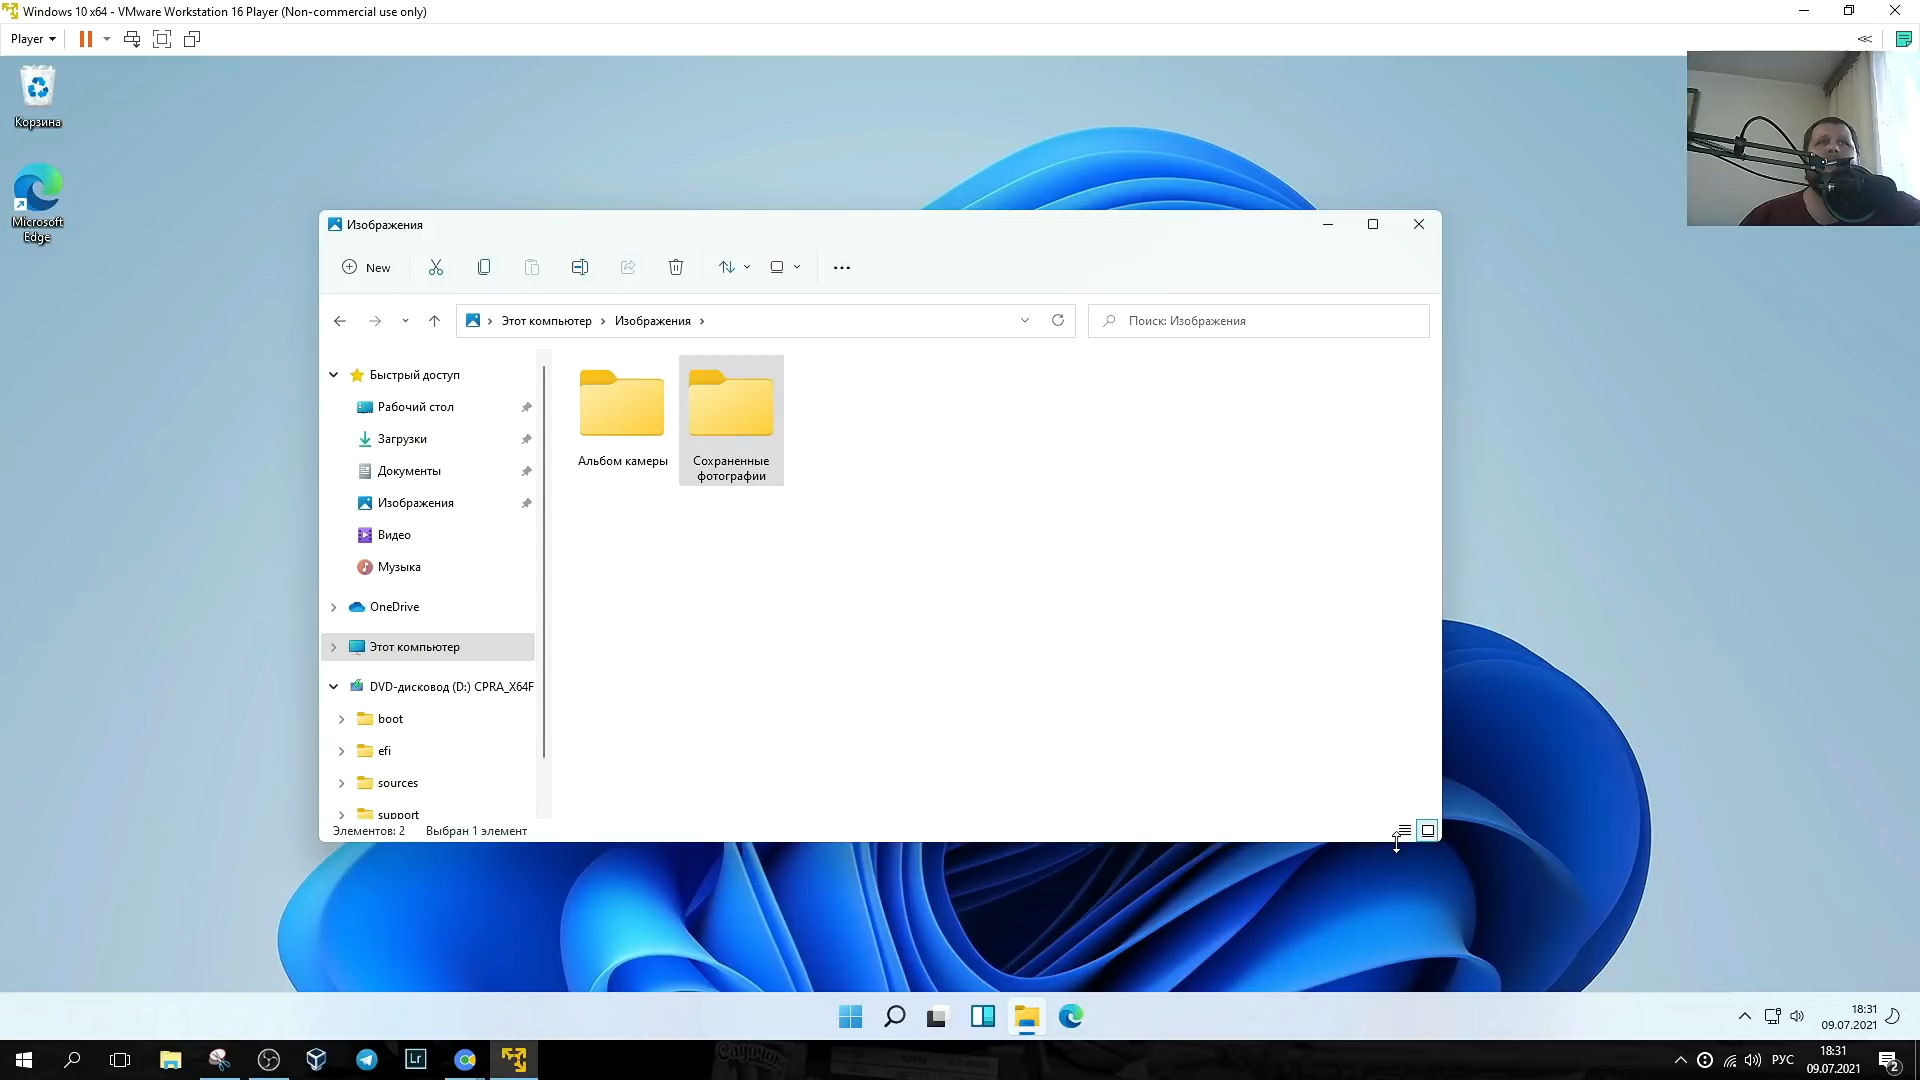 Windows 10 x64 - VMware Workstation 16 Player (Non-commercial use only)
Player
Корзина
Microsoft
Edge
Изображения
New
Этот компьютер
Изображения
Поиск: Изображения
Быстрый доступ
Рабочий стол
Загрузки
Документы
Изображения
Видео
Музыка
OneDrive
Этот компьютер
DVD-дисковод (D:) CPRA_X64F
boot
efi
sources
support
Альбом камеры
Сохраненные
фотографии
Элементов: 2
Выбран 1 элемент
18:31
09.07.2021
Lr
Садочок
РУС
18:31
09.07.2021
2